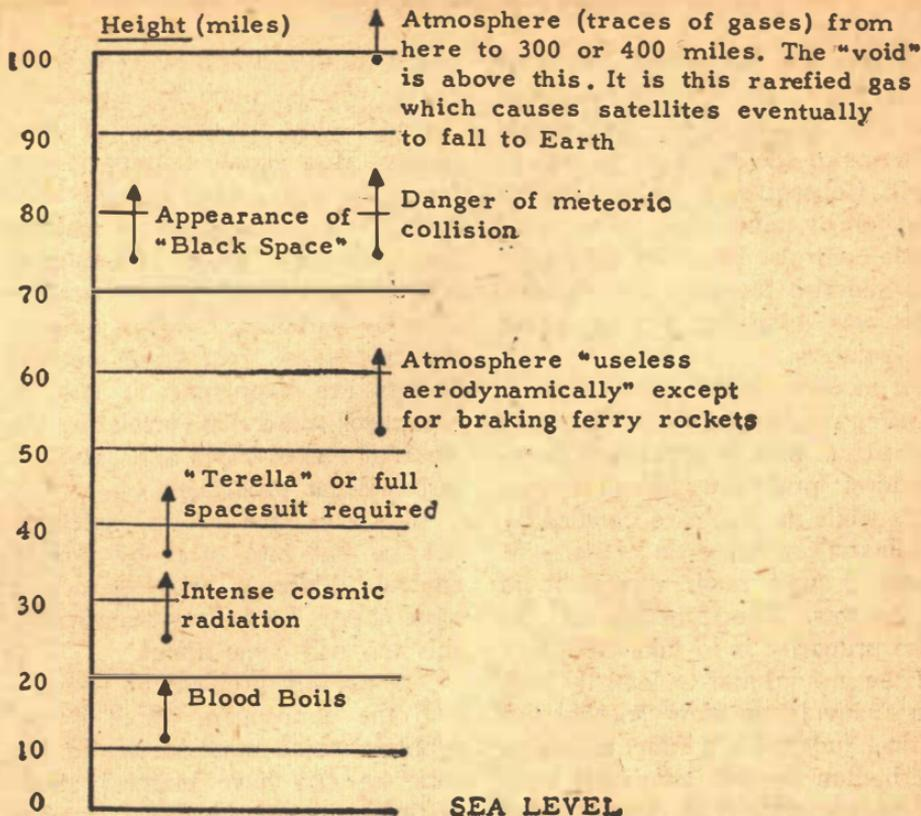 Height (miles)
Atmosphere (traces of gases) from
here to 300 or 400 miles. The "void"
is above this. It is this rarefied gas
which causes satellites eventually
to fall to Earth
100
90
80
Appearance of
"Black Space"
Danger of meteoric
collision
70
60
Atmosphere "useless
aerodynamically" except
for braking ferry rockets
50
"Terella" or full
spacesuit required
40
30
Intense cosmic
radiation
20
Blood Boils
10
0
SEA LEVEL